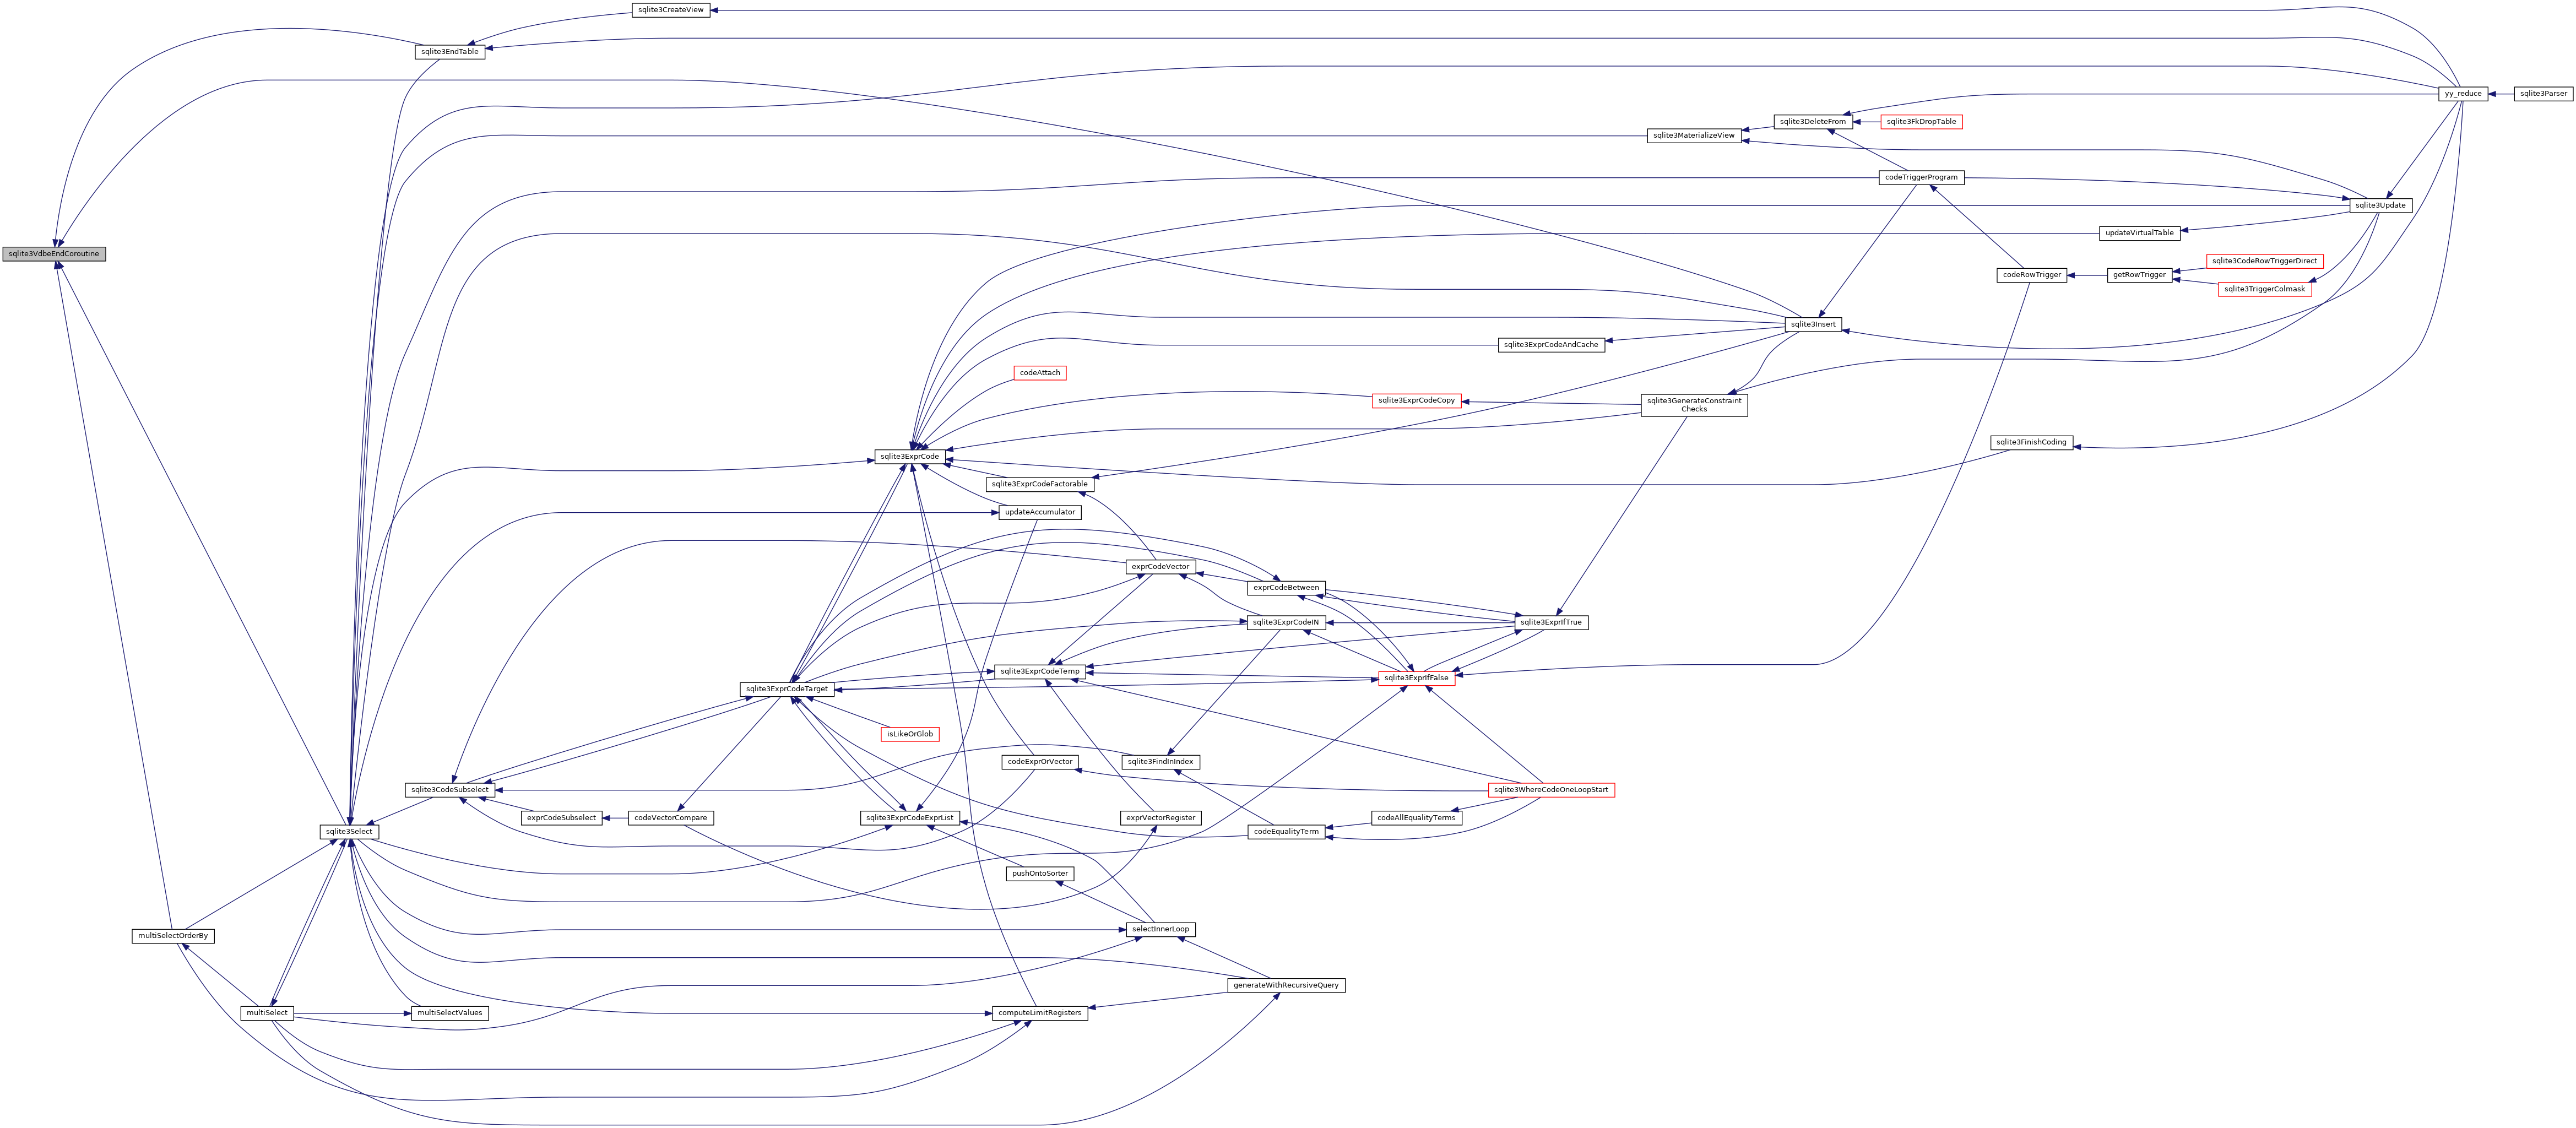 sqlite3CreateView
sqlite3EndTable
yy_reduce
sqlite3Parser
sqlite3DeleteFrom
sqlite3FkDropTable
sqlite3MaterializeView
codeTriggerProgram
sqlite3Update
updateVirtualTable
sqlite3VdbeEndCoroutine
sqlite3CodeRowTriggerDirect
codeRowTrigger
getRowTrigger
sqlite3TriggerColmask
sqlite3Insert
sqlite3ExprCodeAndCache
codeAttach
sqlite3ExprCodeCopy
sqlite3GenerateConstraint
Checks
sqlite3FinishCoding
sqlite3ExprCode
sqlite3ExprCodeFactorable
updateAccumulator
exprCodeVector
exprCodeBetween
sqlite3ExprCodeIN
sqlite3ExprIfTrue
sqlite3ExprCodeTemp
sqlite3ExprIfFalse
sqlite3ExprCodeTarget
isLikeOrGlob
codeExprOrVector
sqlite3FindInIndex
sqlite3CodeSubselect
sqlite3WhereCodeOneLoopStart
exprCodeSubselect
codeVectorCompare
sqlite3ExprCodeExprList
exprVectorRegister
codeAllEqualityTerms
sqlite3Select
codeEqualityTerm
pushOntoSorter
selectInnerLoop
multiSelectOrderBy
generateWithRecursiveQuery
multiSelect
multiSelectValues
computeLimitRegisters